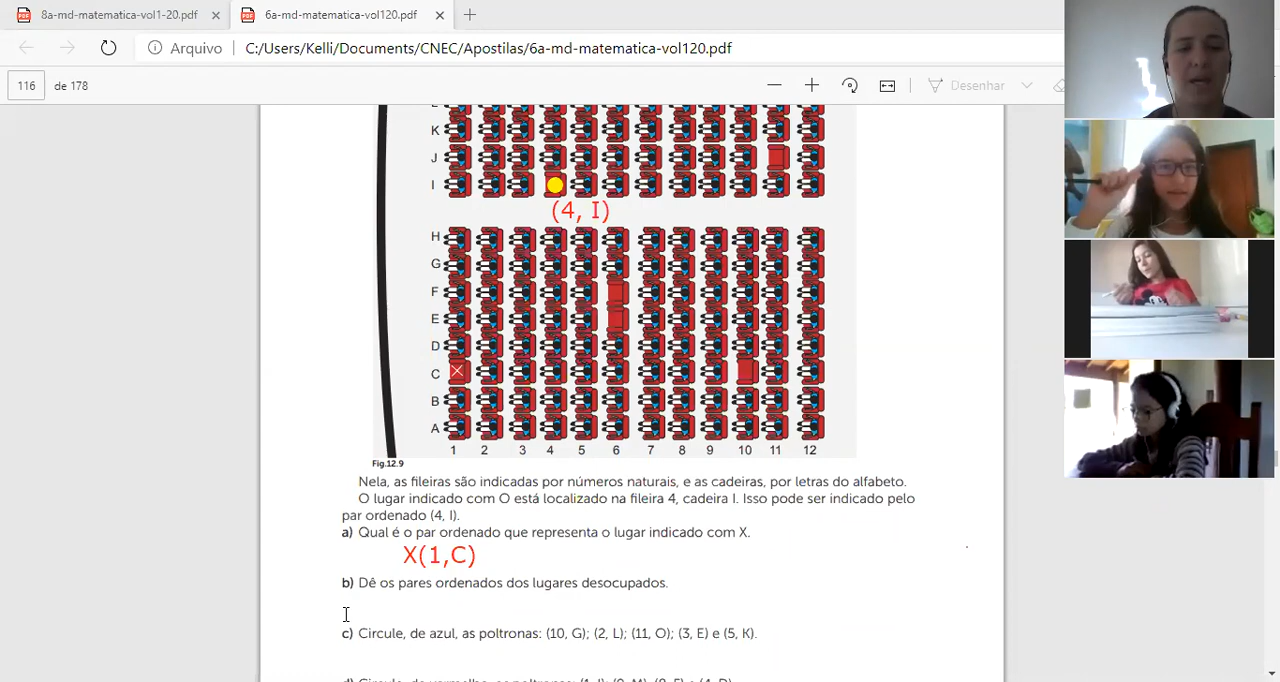 8a-md-matematica-vol1-20.pdf
6a-md-matematica-vol120.pdf
Arquivo
C:/Users/Kelli/Documents/CNEC/Apostilas/6a-md-matematica-vol120.pdf
116 de 178
Desenhar
K
J
I
(4, I)
H
G
F
E
D
C
B
A
1 2 3 4 5 6 7 8 9 10 11 12
Fig.12.9
Nela, as fileiras são indicadas por números naturais, e as cadeiras, por letras do alfabeto.
O lugar indicado com O está localizado na fileira 4, cadeira I. Isso pode ser indicado pelo
par ordenado (4, I).
a) Qual é o par ordenado que representa o lugar indicado com X.
X(1,C)
b) Dê os pares ordenados dos lugares desocupados.
c) Circule, de azul, as poltronas: (10, G); (2, L); (11, O); (3, E) e (5, K).